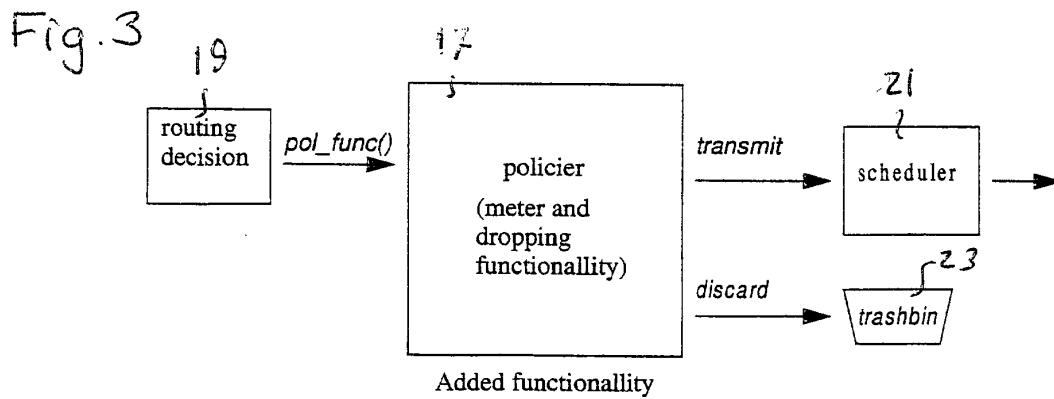 Fig. 3
19
17
21
routing
decision
pol_func()
policier
(meter and
dropping
functionallity)
transmit
scheduler
discard
23
trashbin
Added functionallity